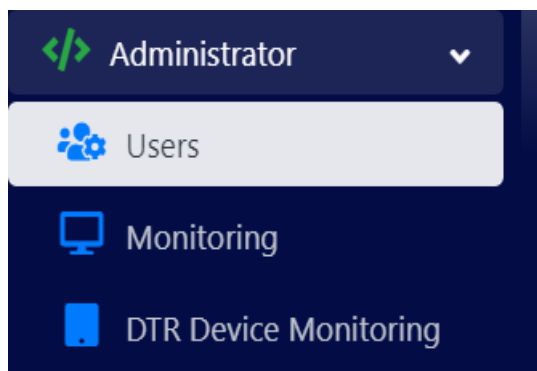 Administrator
Users
Monitoring
DTR Device Monitoring